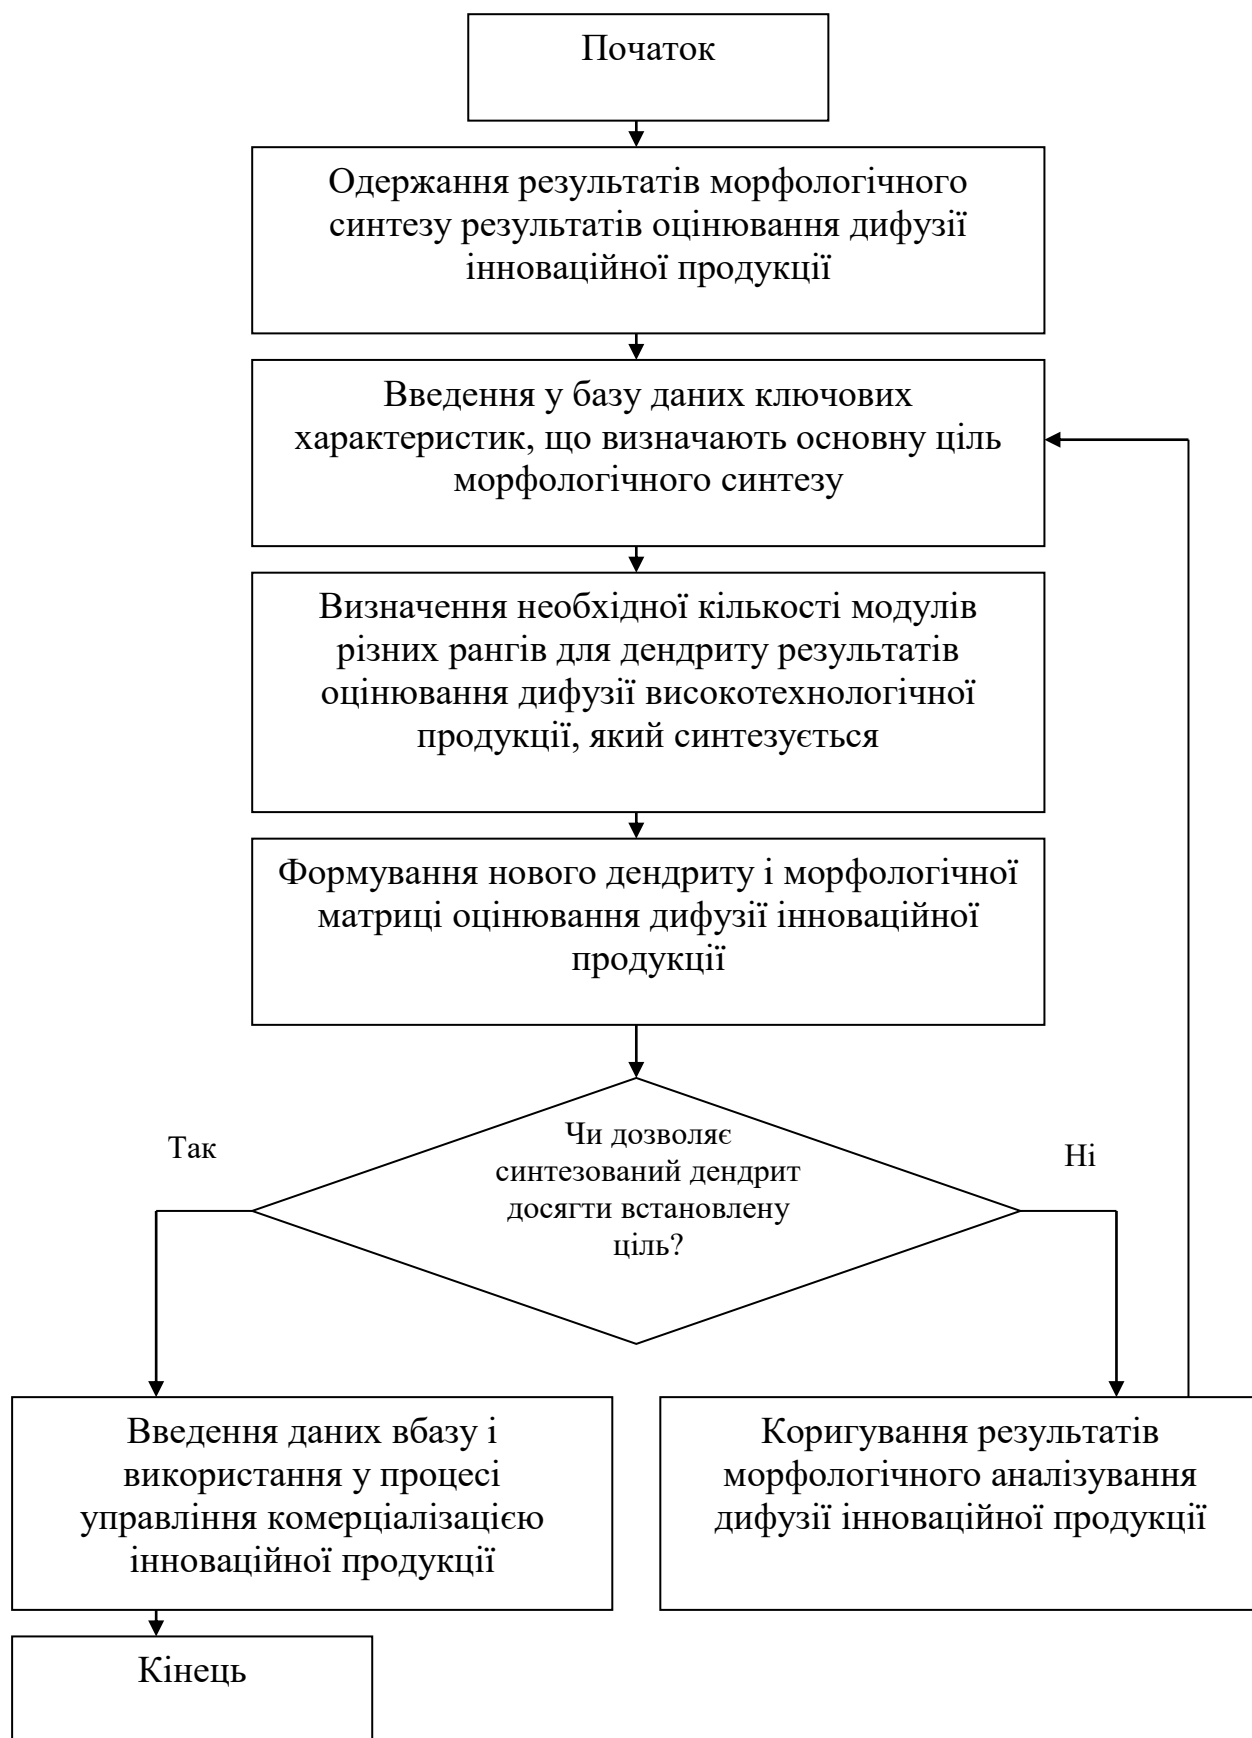 Початок
Одержання результатів морфологічного
синтезу результатів оцінювання дифузії
інноваційної продукції
Введення у базу даних ключових
характеристик, що визначають основну ціль
морфологічного синтезу
Визначення необхідної кількості модулів
різних рангів для дендриту результатів
оцінювання дифузії високотехнологічної
продукції, який синтезується
Формування нового дендриту і морфологічної
матриці оцінювання дифузії інноваційної
продукції
Чи дозволяє
синтезований дендрит
досягти встановлену
ціль?
Так
Ні
Введення даних вбазу і
використання у процесі
управління комерціалізацією
інноваційної продукції
Коригування результатів
морфологічного аналізування
дифузії інноваційної продукції
Кінець